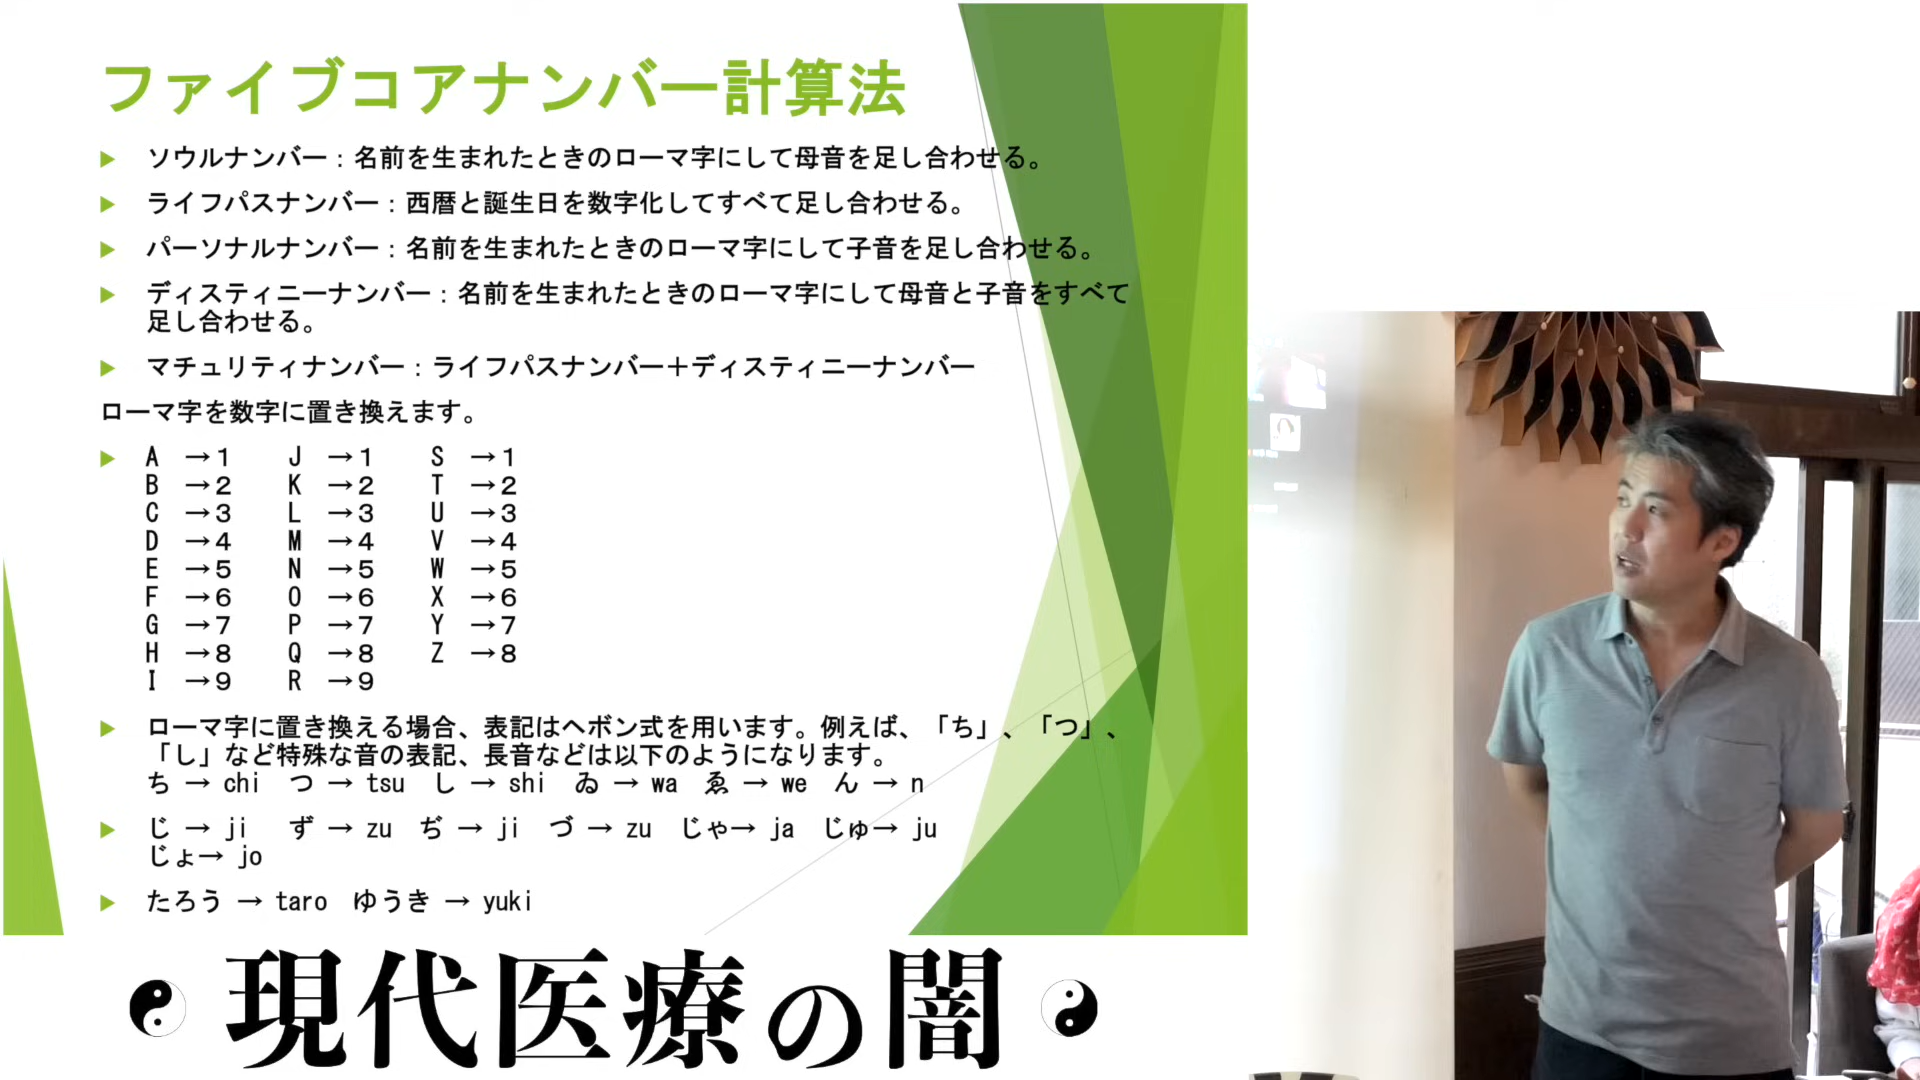 ファイブコアナンバー計算法
ソウルナンバー：名前を生まれたときのローマ字にして母音を足し合わせる。
ライフパスナンバー：西暦と誕生日を数字化してすべて足し合わせる。
パーソナルナンバー：名前を生まれたときのローマ字にして子音を足し合わせる。
ディスティニーナンバー：名前を生まれたときのローマ字にして母音と子音をすべて
足し合わせる。
マチュリティナンバー：ライフパスナンバー＋ディスティニーナンバー
ローマ字を数字に置き換えます。
A →1 J →1 S →1
B →2 K →2 T →2
C →3 L →3 U →3
D →4 M →4 V →4
E →5 N →5 W →5
F →6 O →6 X →6
G →7 P →7 Y →7
H →8 Q →8 Z →8
I →9 R →9
ローマ字に置き換える場合、表記はヘボン式を用います。例えば、「ち」、「つ」、
「し」など特殊な音の表記、長音などは以下のようになります。
ち → chi つ → tsu し → shi ゐ → wa ゑ → we ん → n
じ → ji ず → zu ぢ → ji づ → zu じゃ→ ja じゅ→ ju
じょ→ jo
たろう → taro ゆうき → yuki
現代医療の闇